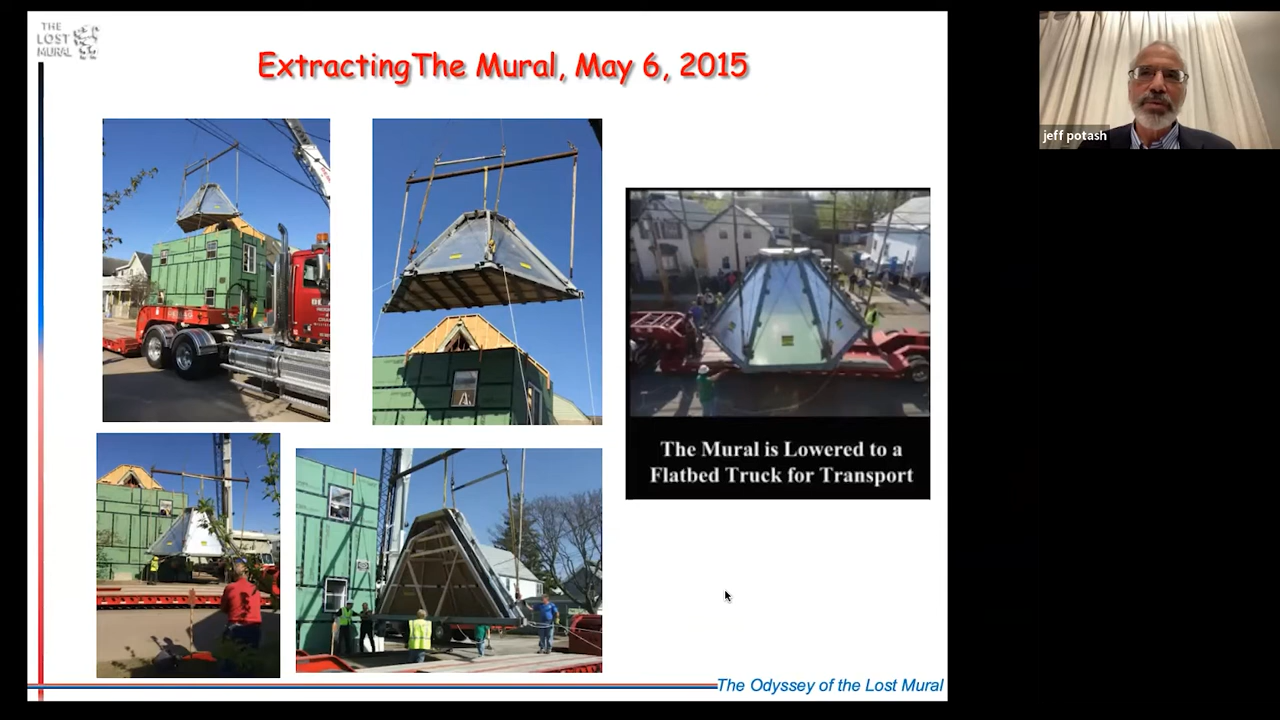 THE
LOST
MURAL
ExtractingThe Mural, May 6, 2015
jeff potash
The Mural is Lowered to a
Flatbed Truck for Transport
The Odyssey of the Lost Mural